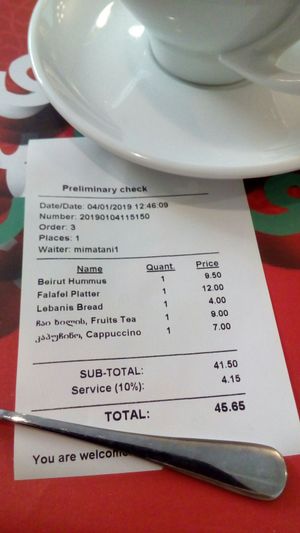 Preliminary check
Date/Date: 04/01/2019 12:46:09
Number: 20190104115150
Order: 3
Places: 1
Waiter: mimatani1
Name Quant. Price
Beirut Hummus 1 9.50
Falafel Platter 1 12.00
Lebanis Bread 1 4.00
ჩაი ხილის, Fruits Tea 1 9.00
კაპუჩინო, Cappuccino 1 7.00
SUB-TOTAL: 41.50
Service (10%): 4.15
TOTAL: 45.65
You are welcome